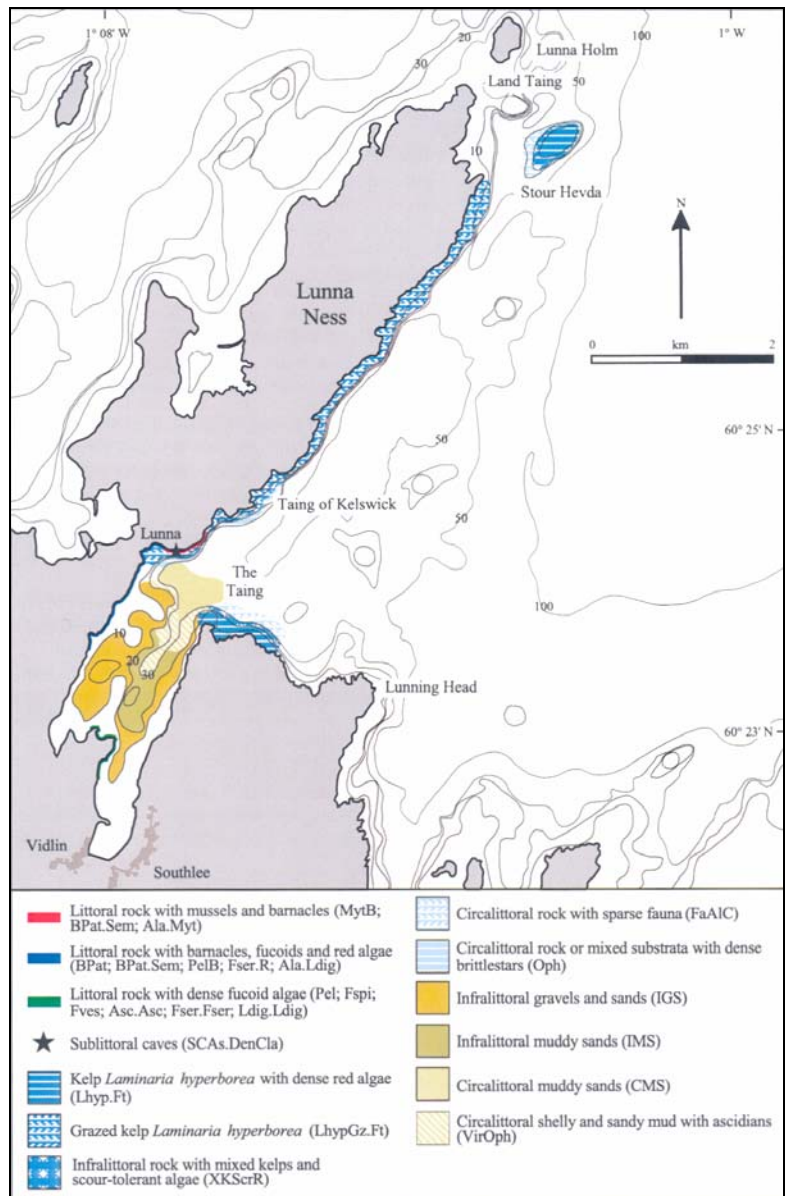 1° 08' W
1° W
20
100
Lunna Holm
30
Land Taing
50
10
Stour Hevda
N
Lunna
Ness
0
km
2
60° 25' N
50
Taing of Kelswick
50
Lunna
The
Taing
100
10
20
30
Lunning Head
60° 23' N
Vidlin
Southlee
Littoral rock with mussels and barnacles (MytB;
BPat.Sem; Ala.Myt)
Littoral rock with barnacles, fucoids and red algae
(BPat; BPat.Sem; PelB; Fser.R; Ala.Ldig)
Littoral rock with dense fucoid algae (Pel; Fspi;
Fves; Asc.Asc; Fser.Fser; Ldig.Ldig)
Sublittoral caves (SCAs.DenCla)
Kelp Laminaria hyperborea with dense red algae
(Lhyp.Ft)
Grazed kelp Laminaria hyperborea (LhypGz.Ft)
Infralittoral rock with mixed kelps and
scour-tolerant algae (XKScrR)
Circalittoral rock with sparse fauna (FaAlC)
Circalittoral rock or mixed substrata with dense
brittlestars (Oph)
Infralittoral gravels and sands (IGS)
Infralittoral muddy sands (IMS)
Circalittoral muddy sands (CMS)
Circalittoral shelly and sandy mud with ascidians
(VirOph)